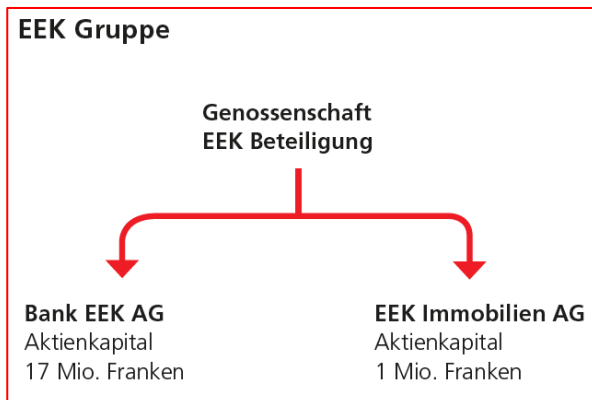 EEK Gruppe
Genossenschaft
EEK Beteiligung
Bank EEK AG
Aktienkapital
17 Mio. Franken
EEK Immobilien AG
Aktienkapital
1 Mio. Franken